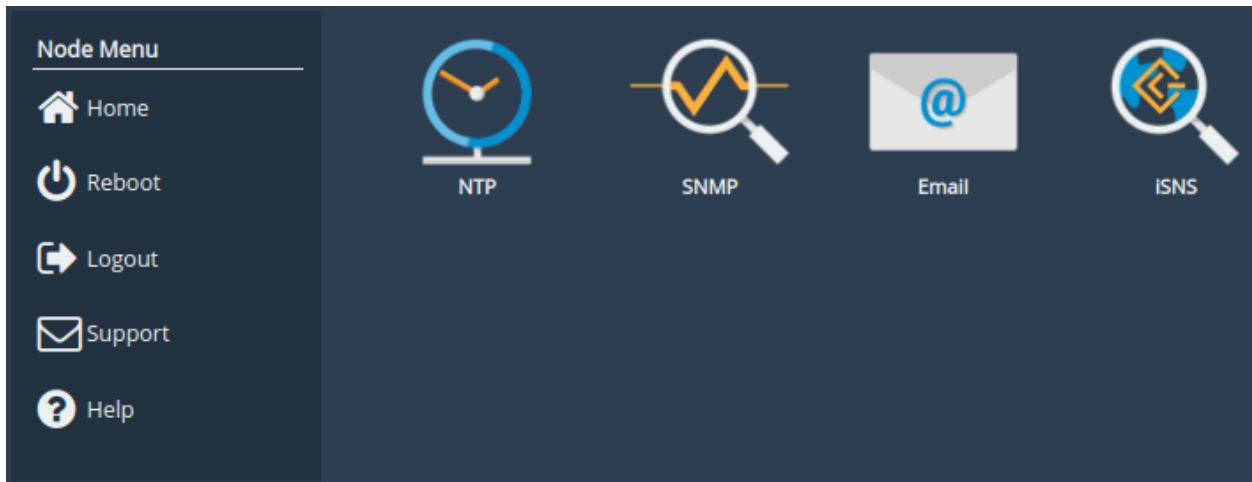 Node Menu
Home
Reboot
Logout
Support
Help
NTP
SNMP
@
Email
iSNS